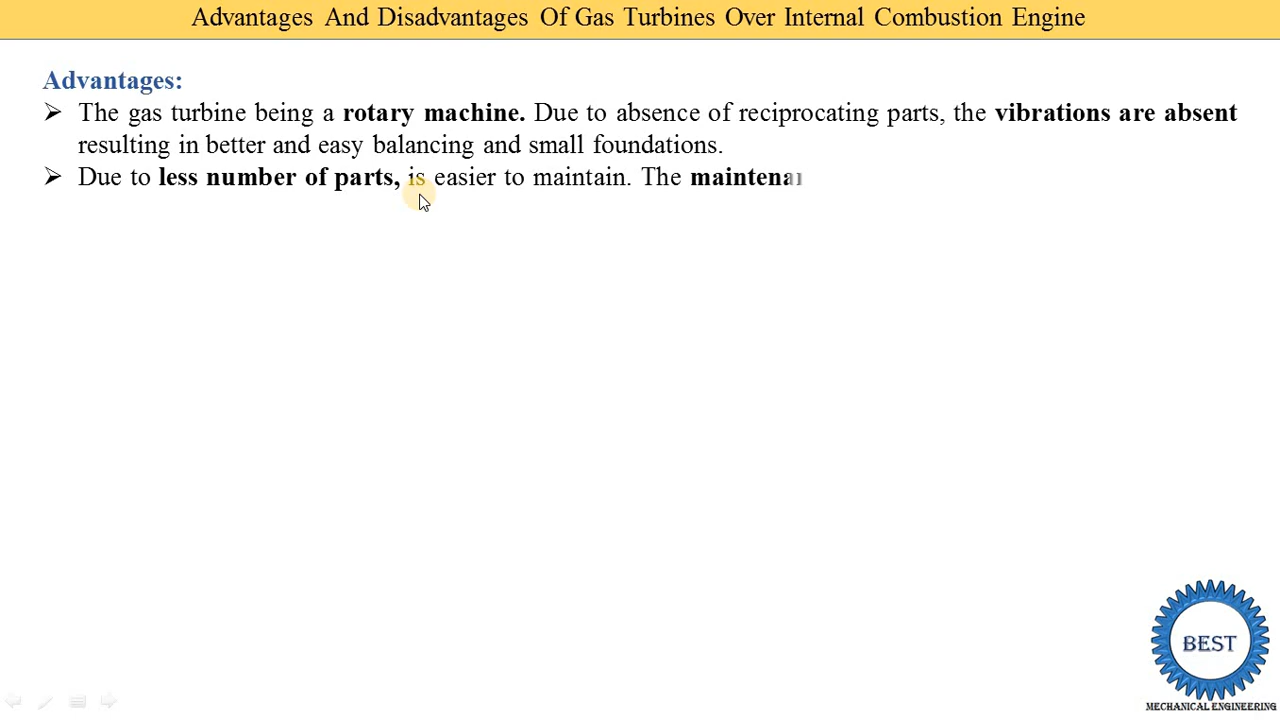 Advantages And Disadvantages Of Gas Turbines Over Internal Combustion Engine
Advantages:
➢ The gas turbine being a rotary machine. Due to absence of reciprocating parts, the vibrations are absent
resulting in better and easy balancing and small foundations.
➢ Due to less number of parts, is easier to maintain. The
BEST
MECHANICAL ENGINEERING